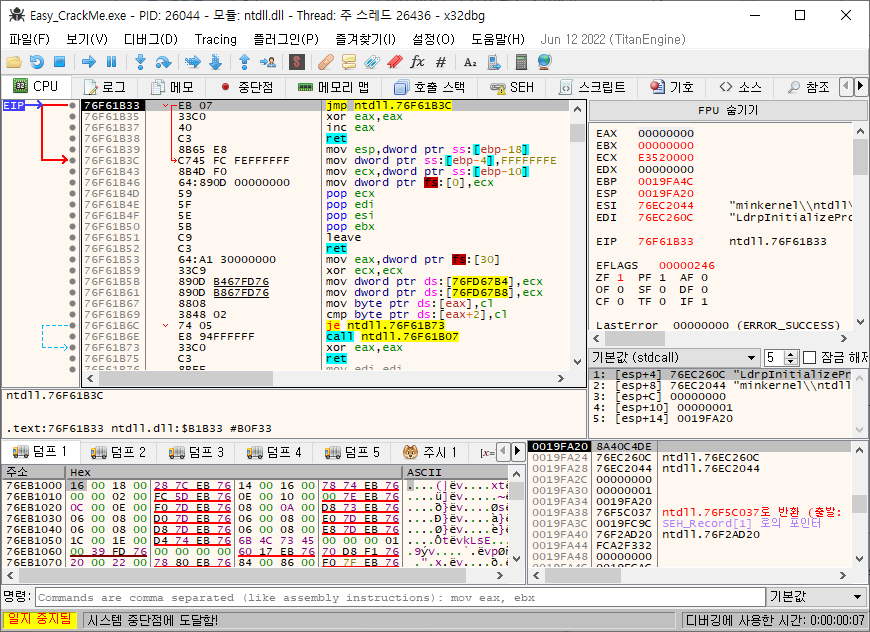 Easy_CrackMe.exe - PID: 26044 - 모듈: ntdll.dll - Thread: 주 스레드 26436 - x32dbg
파일(F) 보기(V) 디버그(D) Tracing 플러그인(P) 즐겨찾기(I) 설정(O) 도움말(H) Jun 12 2022 (TitanEngine)
CPU 로그 메모 중단점 메모리 맵 호출 스택 SEH 스크립트 기호 소스 참조
EIP 76F61B33 EB 07 jmp ntdll.76F61B3C
76F61B35 33C0 xor eax,eax
76F61B37 40 inc eax
76F61B38 C3 ret
76F61B39 8B65 E8 mov esp,dword ptr ss:[ebp-18]
76F61B3C C745 FC FEFFFFFF mov dword ptr ss:[ebp-4],FFFFFFFE
76F61B43 8B4D F0 mov ecx,dword ptr ss:[ebp-10]
76F61B46 64:890D 00000000 mov dword ptr fs:[0],ecx
76F61B4D 59 pop ecx
76F61B4E 5F pop edi
76F61B4F 5E pop esi
76F61B50 5B pop ebx
76F61B51 C9 leave
76F61B52 C3 ret
76F61B53 64:A1 30000000 mov eax,dword ptr fs:[30]
76F61B59 33C9 xor ecx,ecx
76F61B5B 890D B467FD76 mov dword ptr ds:[76FD67B4],ecx
76F61B61 890D B867FD76 mov dword ptr ds:[76FD67B8],ecx
76F61B67 8808 mov byte ptr ds:[eax],cl
76F61B69 3848 02 cmp byte ptr ds:[eax+2],cl
76F61B6C 74 05 je ntdll.76F61B73
76F61B6E E8 94FFFFFF call ntdll.76F61B07
76F61B73 33C0 xor eax,eax
76F61B75 C3 ret
76F61B76 8BFF mov edi,edi
FPU 숨기기
EAX 00000000
EBX 00000000
ECX E3520000
EDX 00000000
EBP 0019FA4C
ESP 0019FA20
ESI 76EC2044 "minkernel\\ntdll\
EDI 76EC260C "LdrpInitializePro
EIP 76F61B33 ntdll.76F61B33
EFLAGS 00000246
ZF 1 PF 1 AF 0
OF 0 SF 0 DF 0
CF 0 TF 0 IF 1
LastError 00000000 (ERROR_SUCCESS)
기본값 (stdcall) 5 잠금 해제
1: [esp+4] 76EC260C "LdrpInitializePr
2: [esp+8] 76EC2044 "minkernel\\ntdll
3: [esp+C] 00000000
4: [esp+10] 00000001
5: [esp+14] 0019FA20
ntdll.76F61B3C
.text:76F61B33 ntdll.dll:$B1B33 #B0F33
덤프 1 덤프 2 덤프 3 덤프 4 덤프 5 주시 1 [x=
주소 Hex ASCII
76EB1000 16 00 18 00 28 7C EB 76 14 00 16 00 78 74 EB 76 ....(|ëv....xtë
76EB1010 00 00 02 00 FC 5D EB 76 0E 00 10 00 00 7E EB 76 ....ü]ëv.....~ë
76EB1020 0C 00 0E 00 F0 7D EB 76 08 00 0A 00 D8 73 EB 76 ....ð}ëv....Øsë
76EB1030 06 00 08 00 D0 7D EB 76 06 00 08 00 E0 7D EB 76 ....Ð}ëv....à}ë
76EB1040 06 00 08 00 D8 7D EB 76 06 00 08 00 E8 7D EB 76 ....Ø}ëv....è}ë
76EB1050 1C 00 1E 00 D4 74 EB 76 6B 4C 73 45 00 00 00 01 ....ÔtëvkLsE...
76EB1060 00 39 FD 76 00 00 00 00 60 17 EB 76 70 D8 F1 76 .9ýv....`.ëvpØñ
76EB1070 20 00 22 00 78 80 EB 76 84 00 86 00 F0 7F EB 76 .".x.ëv....ð.ë
0019FA20 8A40C4DE
0019FA24 76EC260C ntdll.76EC260C
0019FA28 76EC2044 ntdll.76EC2044
0019FA2C 00000000
0019FA30 00000001
0019FA34 0019FA20
0019FA38 76F5C037 ntdll.76F5C037로 반환 (출발:
0019FA3C 0019FC9C SEH_Record[1] 로의 포인터
0019FA40 76F2AD20 ntdll.76F2AD20
0019FA44 FCA2F332
0019FA48 00000000
명령: Commands are comma separated (like assembly instructions): mov eax, ebx 기본값
일지 중지됨 시스템 중단점에 도달함! 디버깅에 사용한 시간: 0:00:00:07